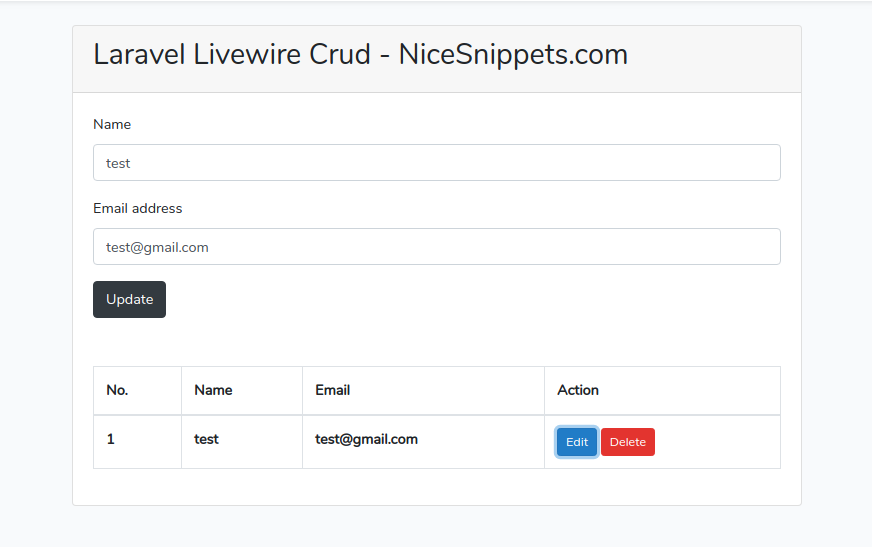 Laravel Livewire Crud - NiceSnippets.com
Name
test
Email address
test@gmail.com
Update
No. Name Email Action
1 test test@gmail.com Edit Delete